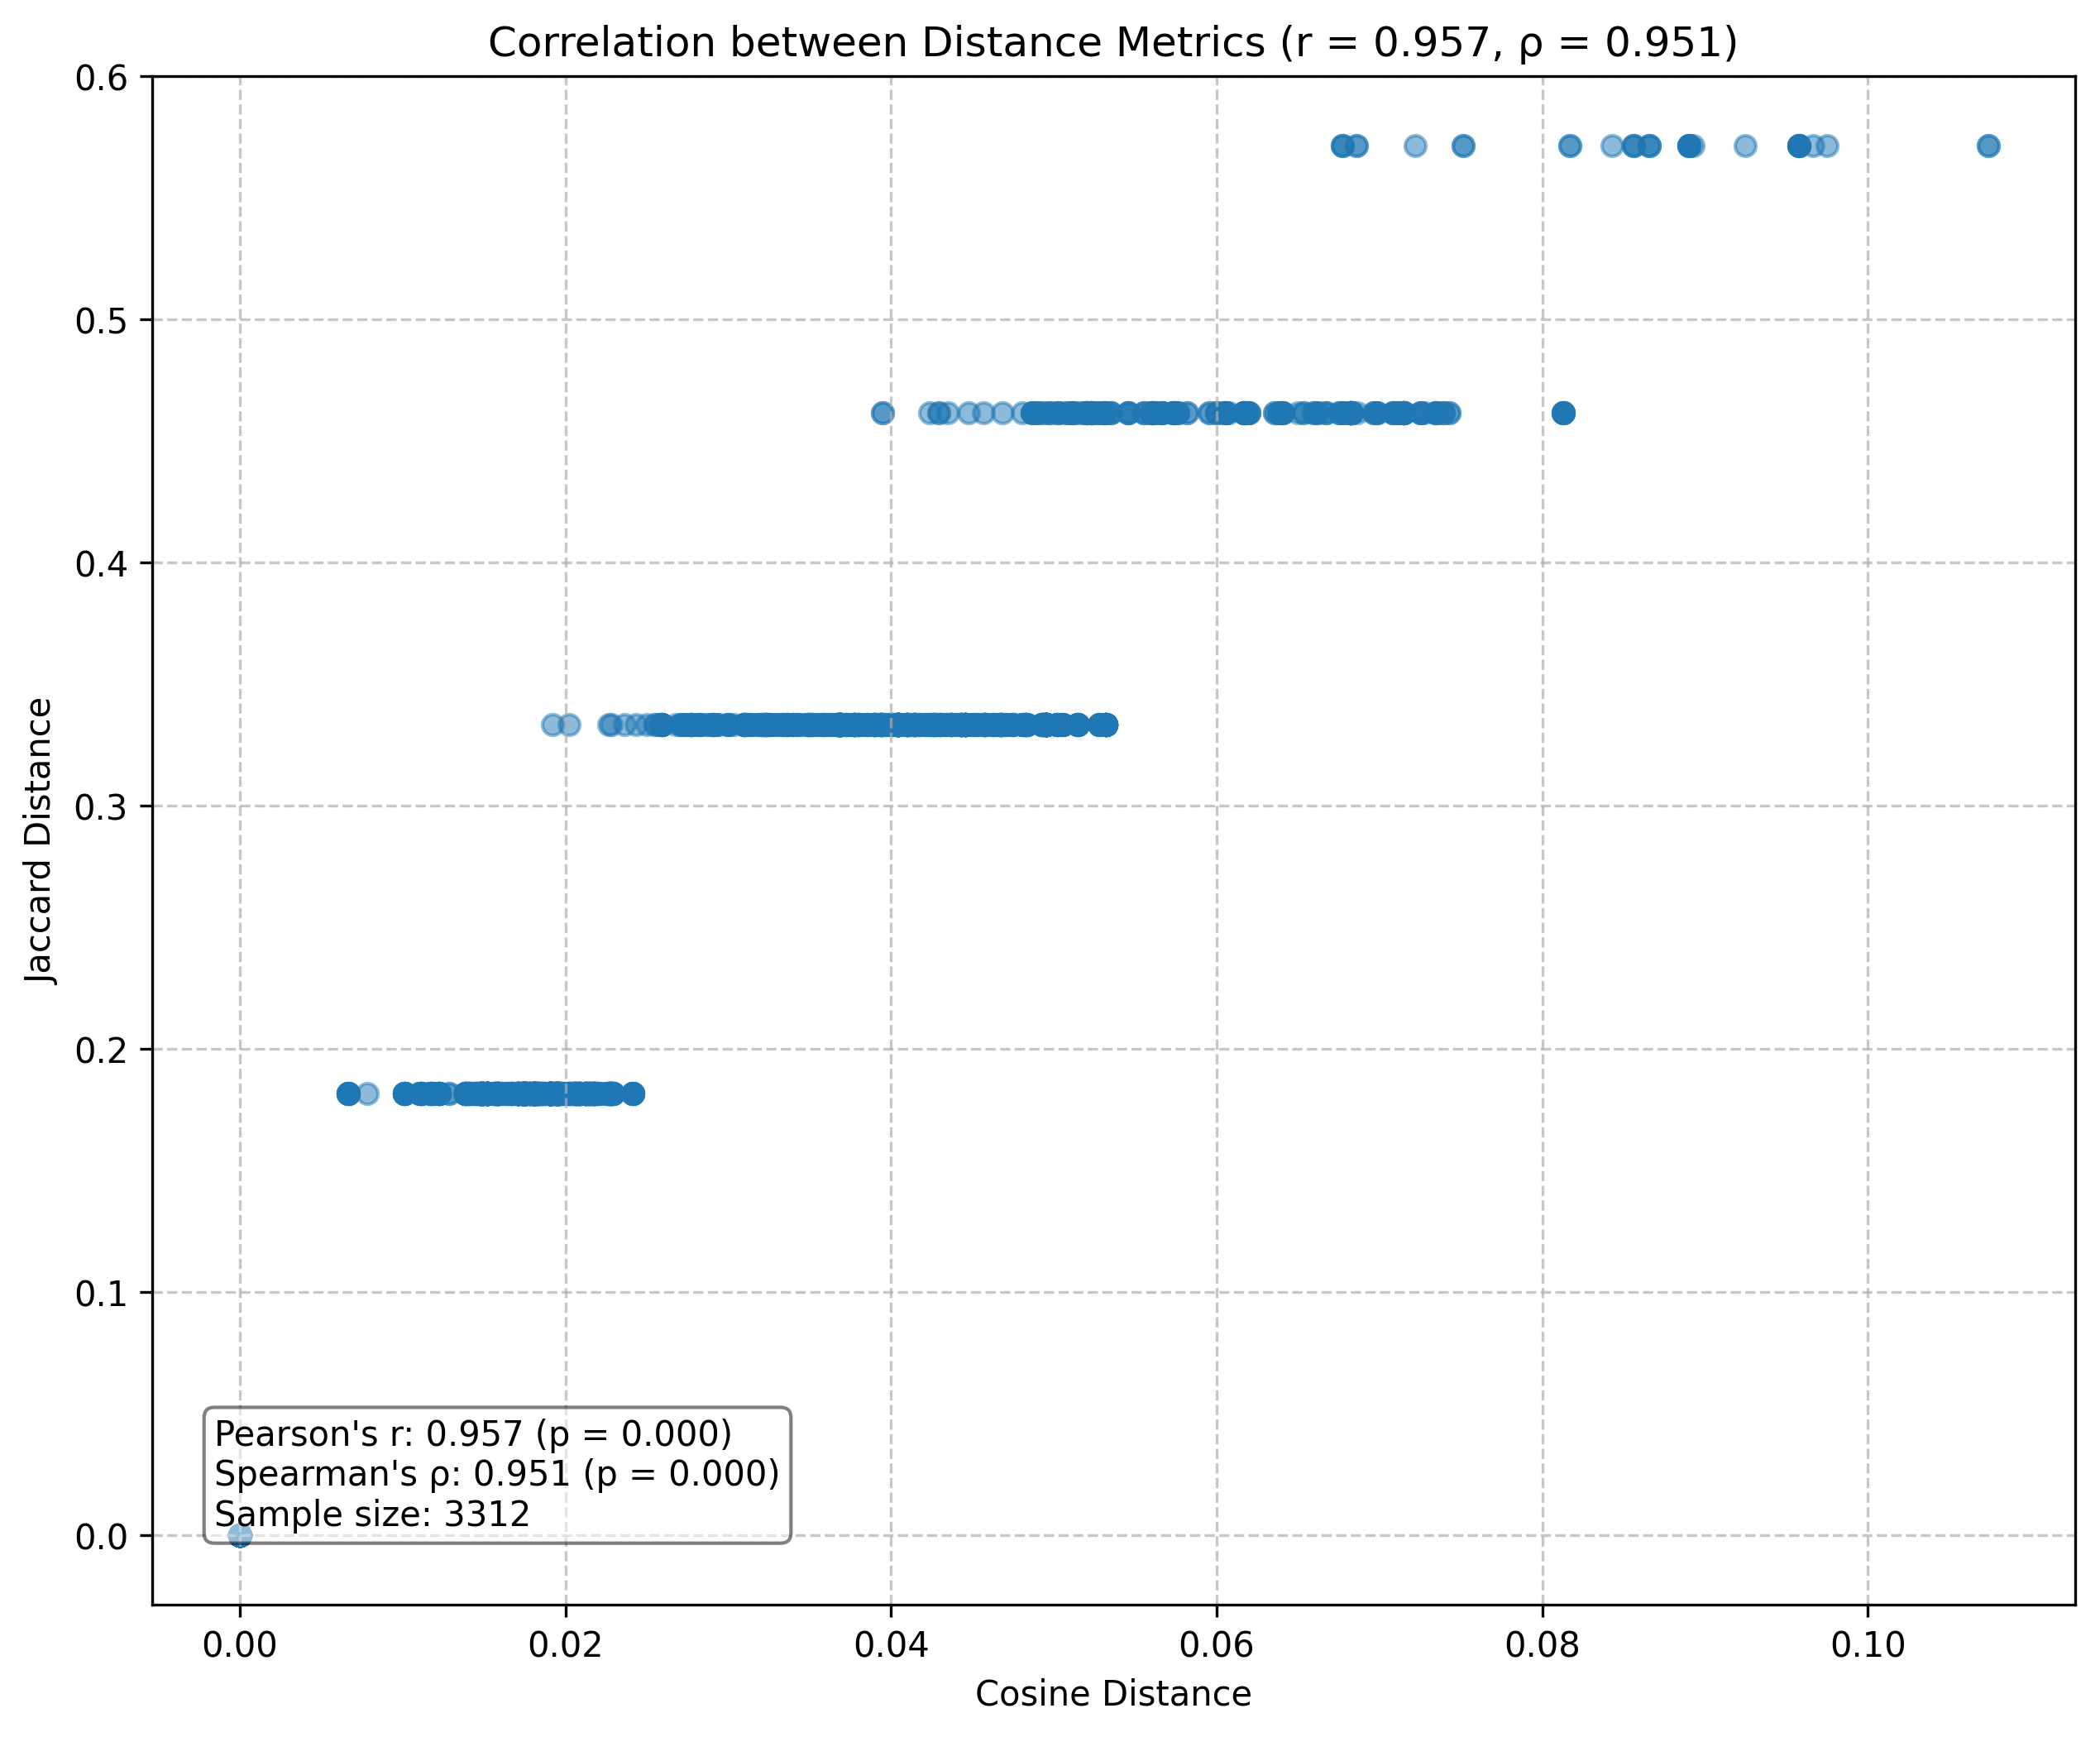 Correlation between Distance Metrics (r = 0.957, ρ = 0.951)
0.6
0.5
0.4
0.3
0.2
0.1
0.0
Jaccard Distance
Pearson's r: 0.957 (p = 0.000)
Spearman's ρ: 0.951 (p = 0.000)
Sample size: 3312
0.00 0.02 0.04 0.06 0.08 0.10
Cosine Distance